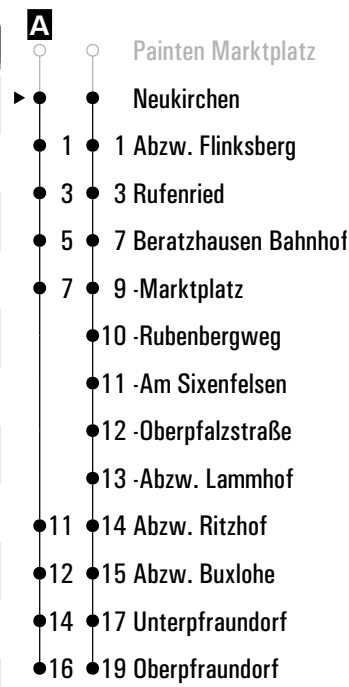 A
Painten Marktplatz
Neukirchen
1 1 Abzw. Flinksberg
3 3 Rufenried
5 7 Beratzhausen Bahnhof
7 9 -Marktplatz
10 -Rubenbergweg
11 -Am Sixenfelsen
12 -Oberpfalzstraße
13 -Abzw. Lammhof
11 14 Abzw. Ritzhof
12 15 Abzw. Buxlohe
14 17 Unterpfraundorf
16 19 Oberpfraundorf